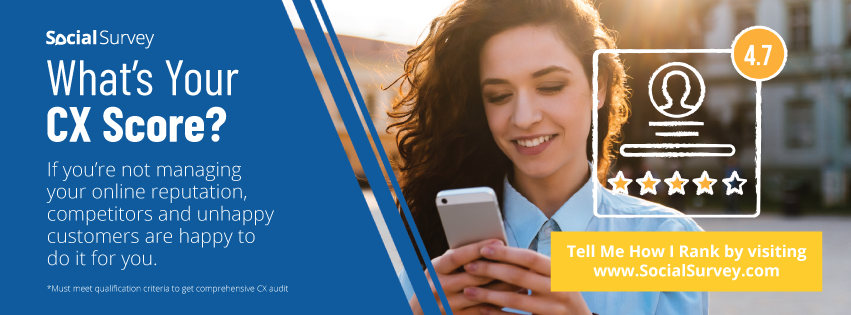 SocialSurvey
What's Your
CX Score?
If you're not managing
your online reputation,
competitors and unhappy
customers are happy to
do it for you.
*Must meet qualification criteria to get comprehensive CX audit
4.7
Tell Me How I Rank by visiting
www.SocialSurvey.com